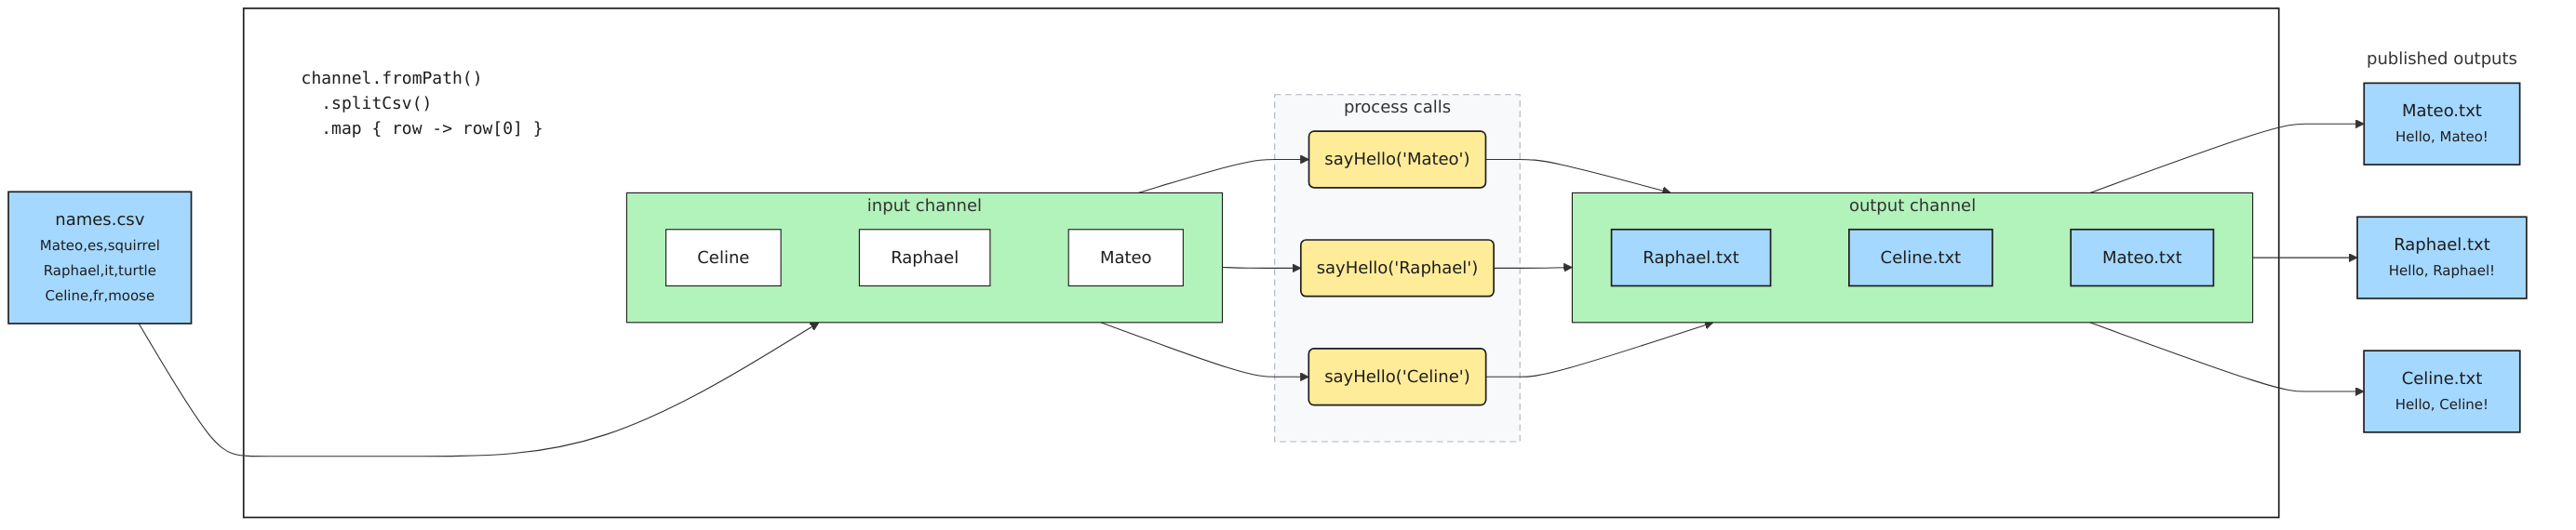 names.csv
Mateo,es,squirrel
Raphael,it,turtle
Celine,fr,moose
channel.fromPath()
  .splitCsv()
  .map { row -> row[0] }
input channel
Celine
Raphael
Mateo
process calls
sayHello('Mateo')
sayHello('Raphael')
sayHello('Celine')
output channel
Raphael.txt
Celine.txt
Mateo.txt
published outputs
Mateo.txt
Hello, Mateo!
Raphael.txt
Hello, Raphael!
Celine.txt
Hello, Celine!